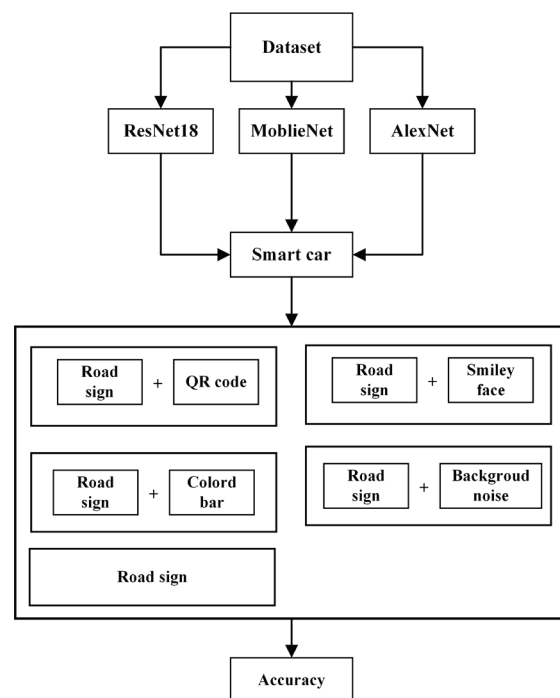 Dataset
ResNet18
MoblieNet
AlexNet
Smart car
Road
sign
+
QR code
Road
sign
+
Smiley
face
Road
sign
+
Colord
bar
Road
sign
+
Backgroud
noise
Road sign
Accuracy